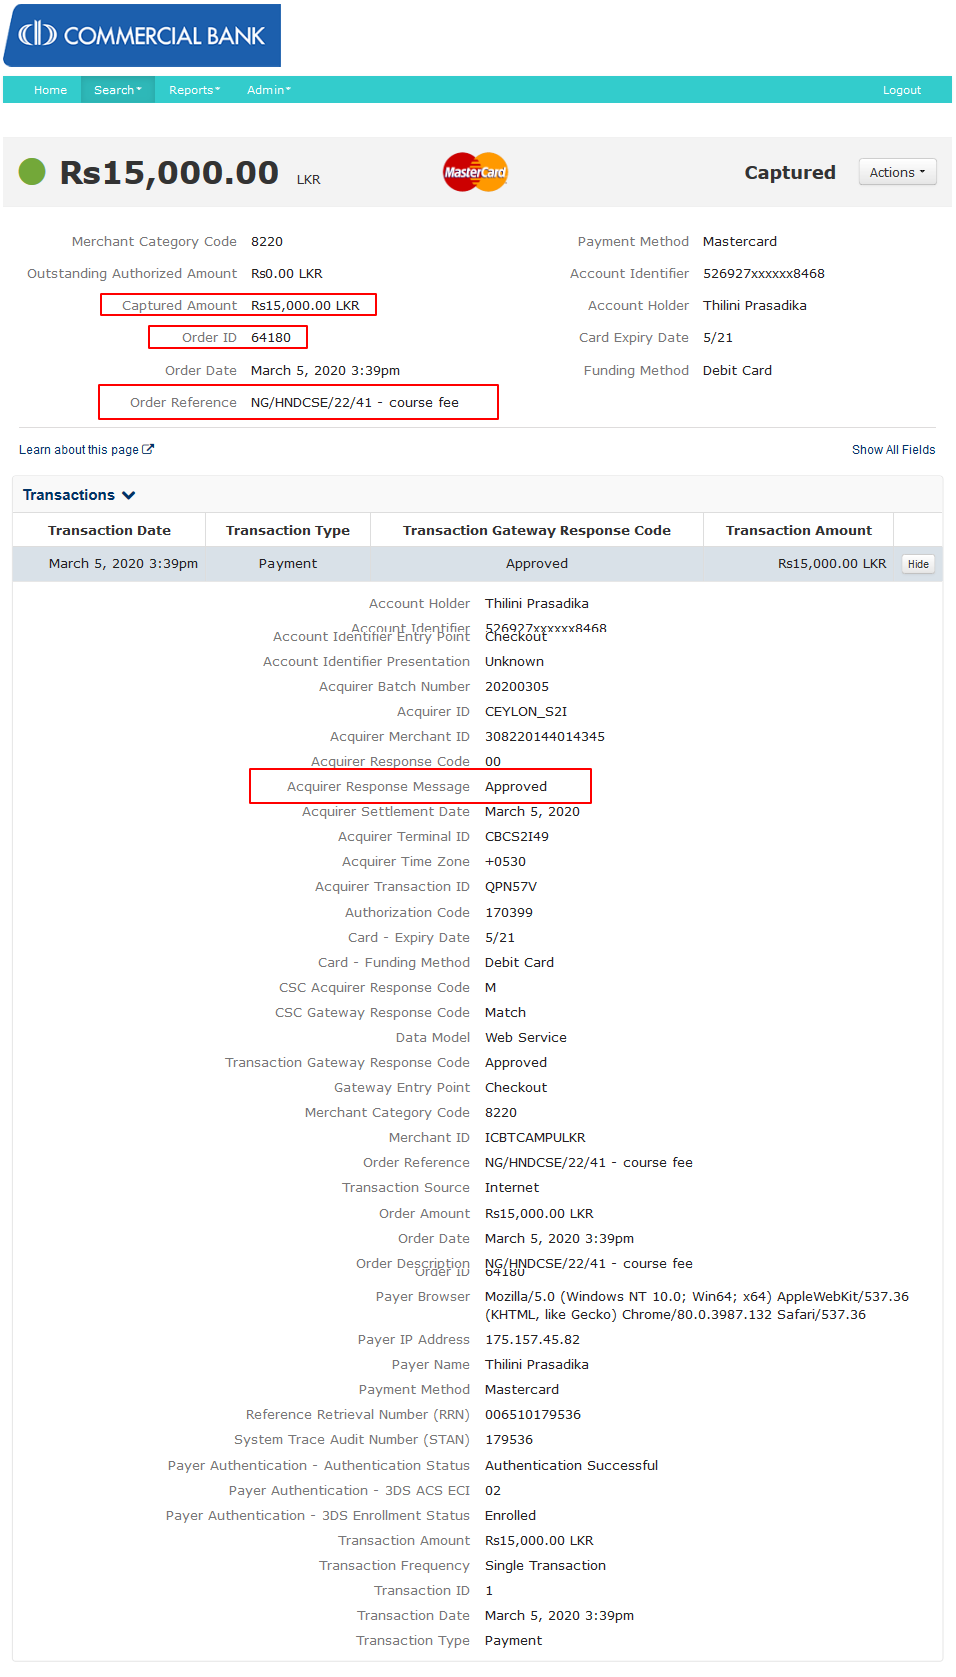 COMMERCIAL BANK
Home Search Reports Admin Logout
Rs15,000.00 LKR MasterCard Captured Actions
Merchant Category Code 8220 Payment Method Mastercard
Outstanding Authorized Amount Rs0.00 LKR Account Identifier 526927xxxxxx8468
Captured Amount Rs15,000.00 LKR Account Holder Thilini Prasadika
Order ID 64180 Card Expiry Date 5/21
Order Date March 5, 2020 3:39pm Funding Method Debit Card
Order Reference NG/HNDCSE/22/41 - course fee
Learn about this page Show All Fields
Transactions
Transaction Date Transaction Type Transaction Gateway Response Code Transaction Amount
March 5, 2020 3:39pm Payment Approved Rs15,000.00 LKR Hide
Account Holder Thilini Prasadika
Account Identifier 526927xxxxxx8468
Account Identifier Entry Point Checkout
Account Identifier Presentation Unknown
Acquirer Batch Number 20200305
Acquirer ID CEYLON_S2I
Acquirer Merchant ID 308220144014345
Acquirer Response Code 00
Acquirer Response Message Approved
Acquirer Settlement Date March 5, 2020
Acquirer Terminal ID CBCS2I49
Acquirer Time Zone +0530
Acquirer Transaction ID QPN57V
Authorization Code 170399
Card - Expiry Date 5/21
Card - Funding Method Debit Card
CSC Acquirer Response Code M
CSC Gateway Response Code Match
Data Model Web Service
Transaction Gateway Response Code Approved
Gateway Entry Point Checkout
Merchant Category Code 8220
Merchant ID ICBTCAMPULKR
Order Reference NG/HNDCSE/22/41 - course fee
Transaction Source Internet
Order Amount Rs15,000.00 LKR
Order Date March 5, 2020 3:39pm
Order Description NG/HNDCSE/22/41 - course fee
Order ID 64180
Payer Browser Mozilla/5.0 (Windows NT 10.0; Win64; x64) AppleWebKit/537.36
(KHTML, like Gecko) Chrome/80.0.3987.132 Safari/537.36
Payer IP Address 175.157.45.82
Payer Name Thilini Prasadika
Payment Method Mastercard
Reference Retrieval Number (RRN) 006510179536
System Trace Audit Number (STAN) 179536
Payer Authentication - Authentication Status Authentication Successful
Payer Authentication - 3DS ACS ECI 02
Payer Authentication - 3DS Enrollment Status Enrolled
Transaction Amount Rs15,000.00 LKR
Transaction Frequency Single Transaction
Transaction ID 1
Transaction Date March 5, 2020 3:39pm
Transaction Type Payment